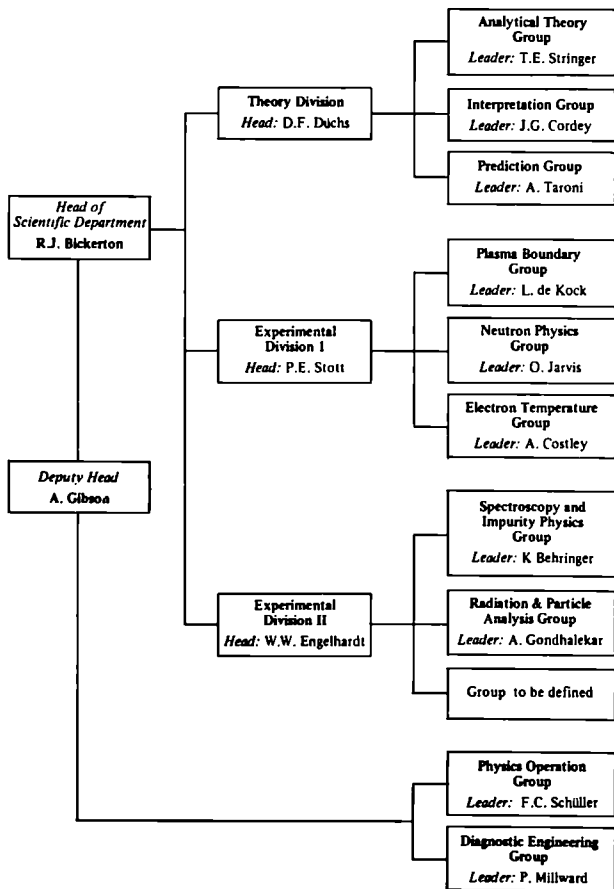 Head of
Scientific Department
R.J. Bickerton
Deputy Head
A. Gibson
Theory Division
Head: D.F. Düchs
Analytical Theory
Group
Leader: T.E. Stringer
Interpretation Group
Leader: J.G. Cordey
Prediction Group
Leader: A. Taroni
Experimental
Division 1
Head: P.E. Stott
Plasma Boundary
Group
Leader: L. de Kock
Neutron Physics
Group
Leader: O. Jarvis
Electron Temperature
Group
Leader: A. Costley
Experimental
Division II
Head: W.W. Engelhardt
Spectroscopy and
Impurity Physics
Group
Leader: K Behringer
Radiation & Particle
Analysis Group
Leader: A. Gondhalekar
Group to be defined
Physics Operation
Group
Leader: F.C. Schüller
Diagnostic Engineering
Group
Leader: P. Millward